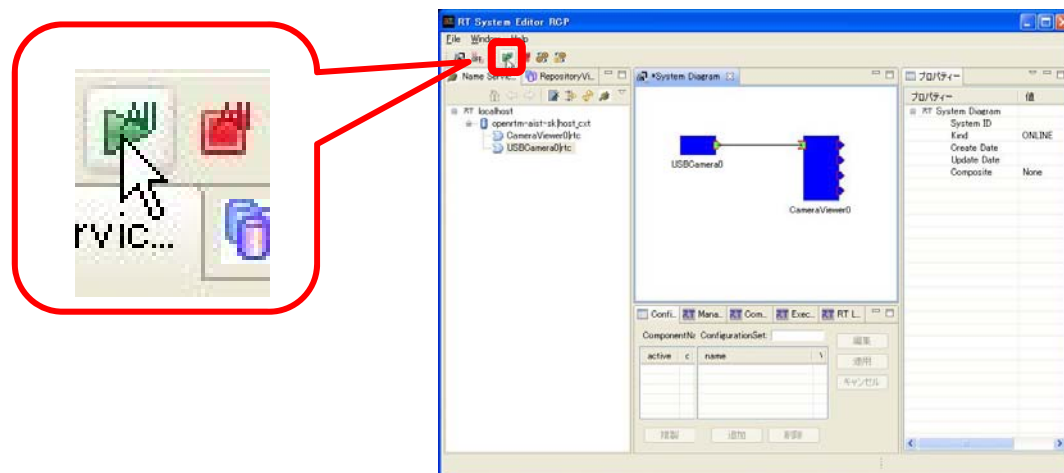 rvic...
RT System Editor RCP
File Window Help
Name Servic... RepositoryVi...
RT localhost
openrtm-aist-sk|host_cxt
CameraViewer0|rtc
USBCamera0|rtc
*System Diagram
USBCamera0
CameraViewer0
Confi... Mana... Com... Exec... RT L...
ComponentNa ConfigurationSet:
active c name
編集
適用
キャンセル
複製 追加 削除
プロパティー
プロパティー 値
RT System Diagram
System ID
Kind ONLINE
Create Date
Update Date
Composite None